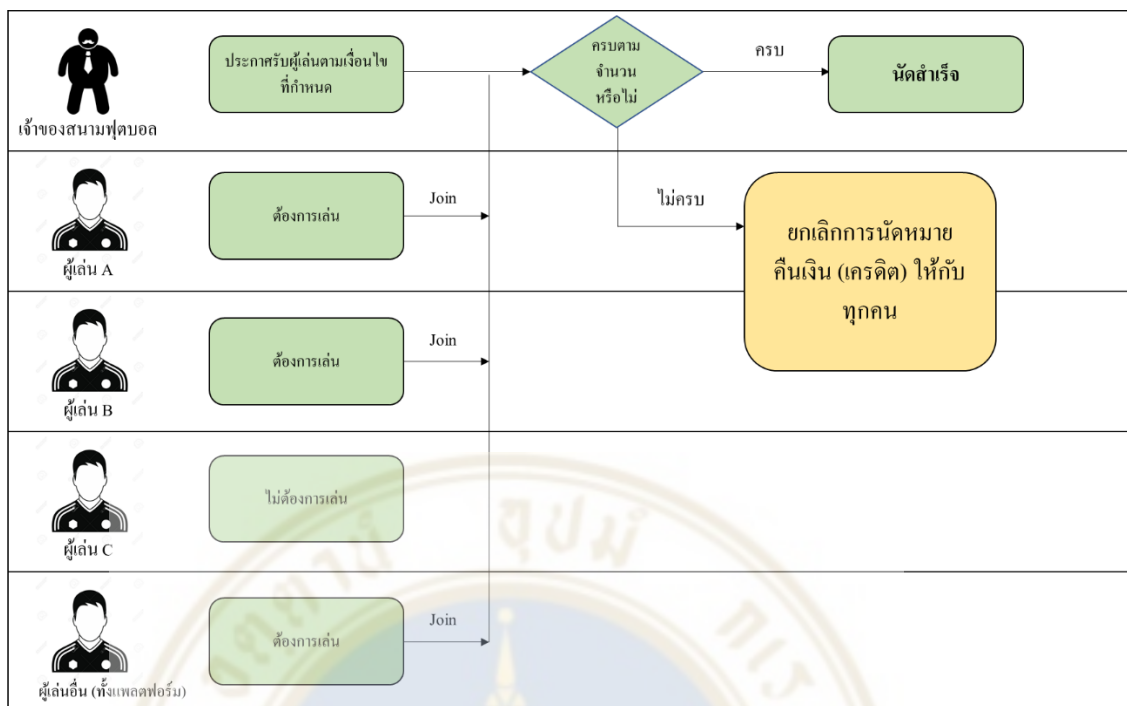 ประกาศรับผู้เล่นตามเงื่อนไข
ที่กำหนด
ครบตาม
จำนวน
หรือไม่
ครบ
นัดสำเร็จ
เจ้าของสนามฟุตบอล
ต้องการเล่น
Join
ไม่ครบ
ยกเลิกการนัดหมาย
คืนเงิน (เครดิต) ให้กับ
ทุกคน
ผู้เล่น A
ต้องการเล่น
Join
ผู้เล่น B
ไม่ต้องการเล่น
ผู้เล่น C
ต้องการเล่น
Join
ผู้เล่นอื่น (ทั้งแพลตฟอร์ม)